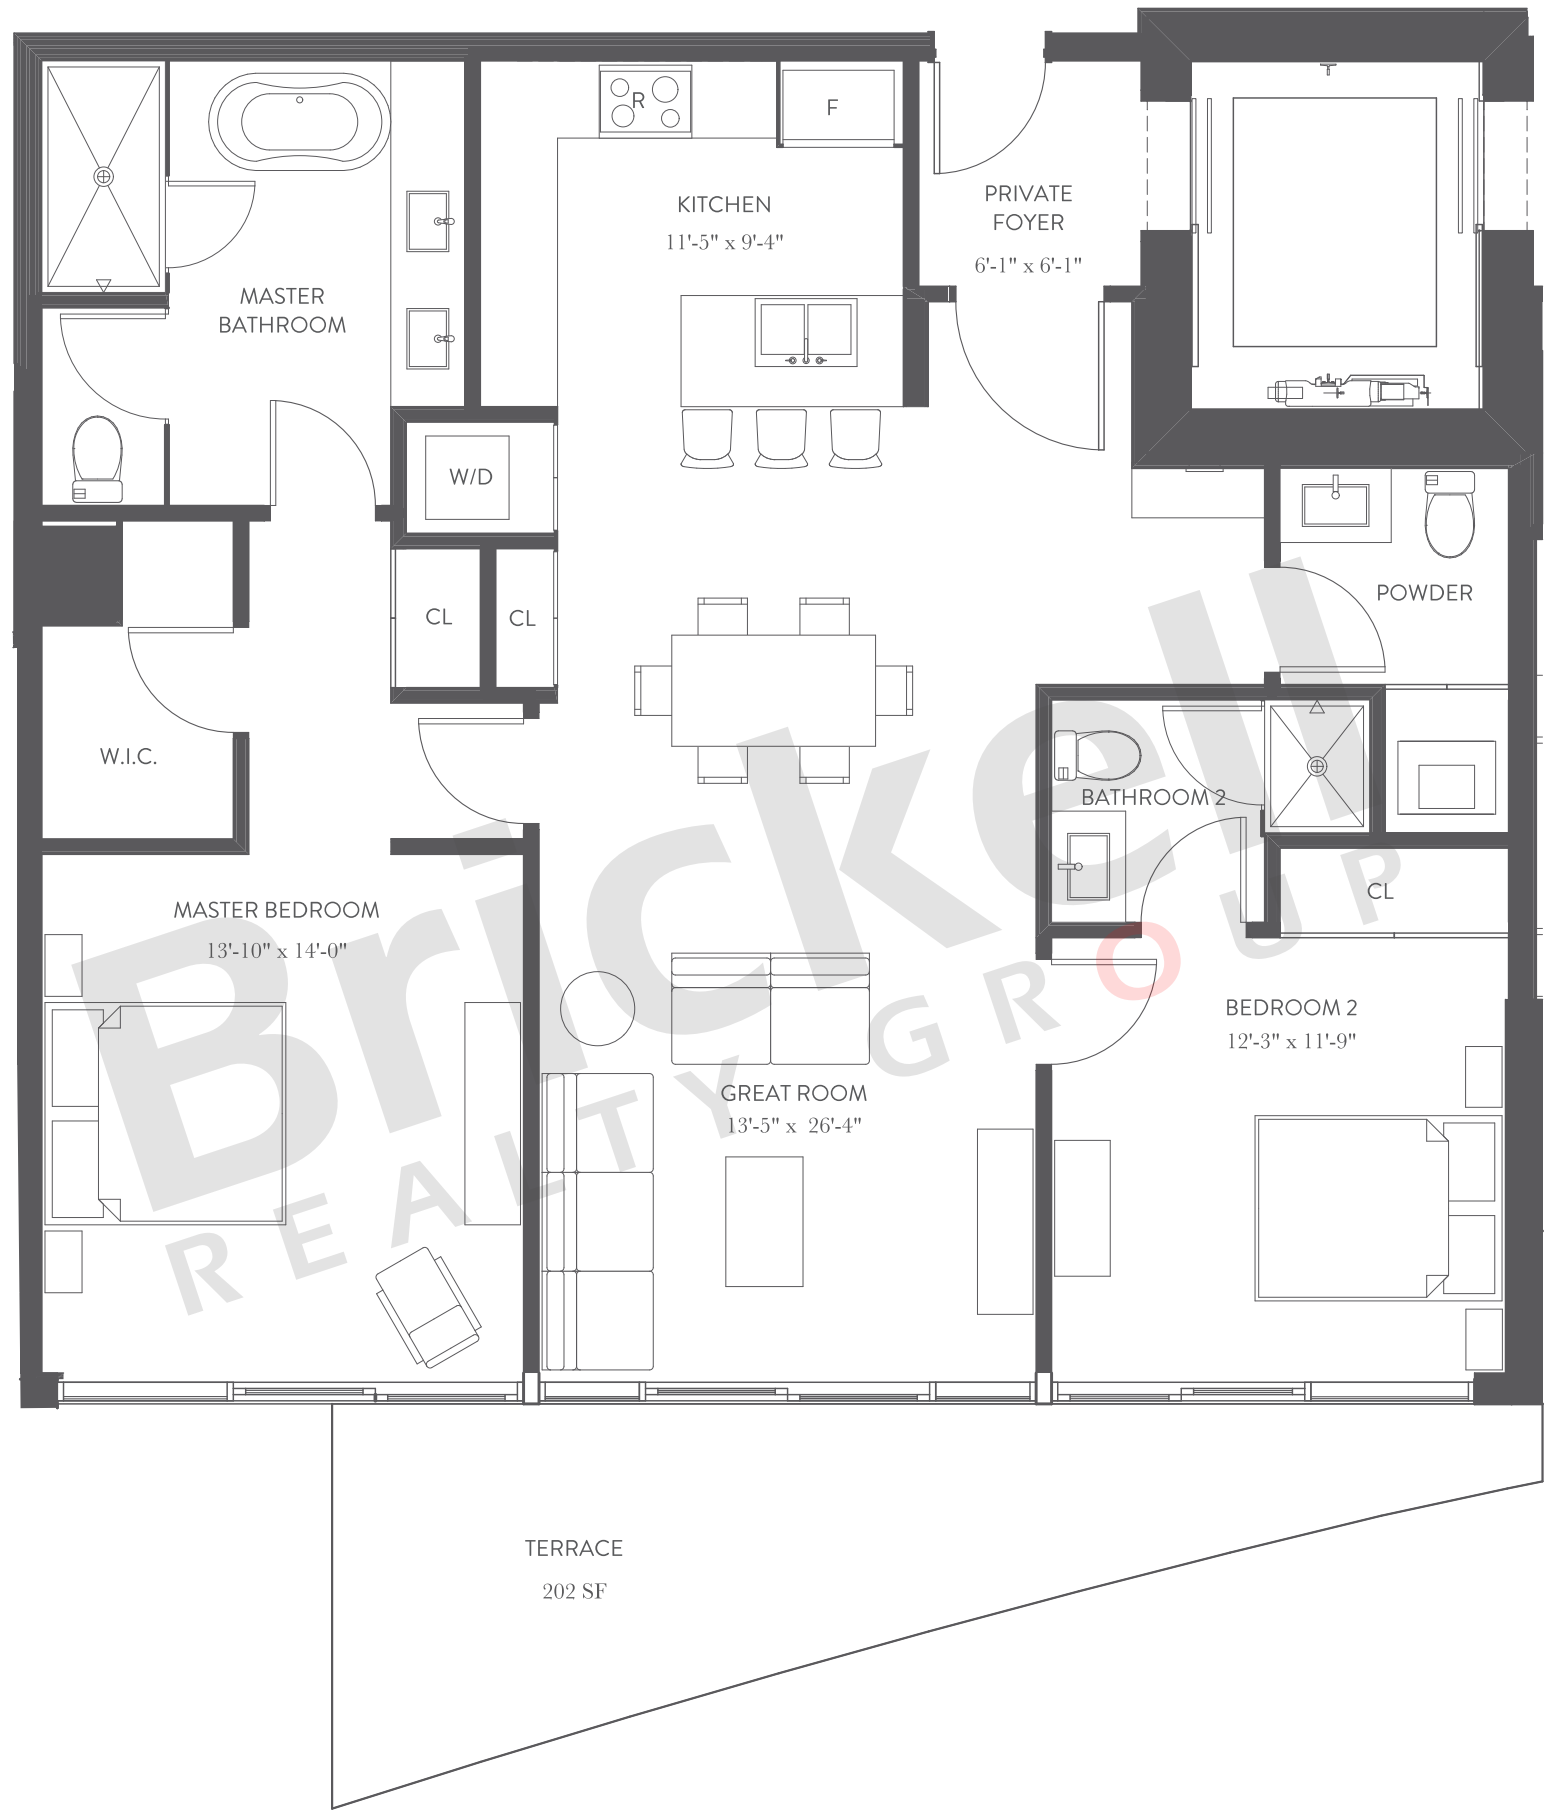 R
F
KITCHEN
11'-5" x 9'-4"
PRIVATE
FOYER
6'-1" x 6'-1"
MASTER
BATHROOM
W/D
CL
CL
POWDER
W.I.C.
BATHROOM 2
CL
MASTER BEDROOM
13'-10" x 14'-0"
BEDROOM 2
12'-3" x 11'-9"
GREAT ROOM
13'-5" x 26'-4"
Brickell
REALTY GROUP
TERRACE
202 SF